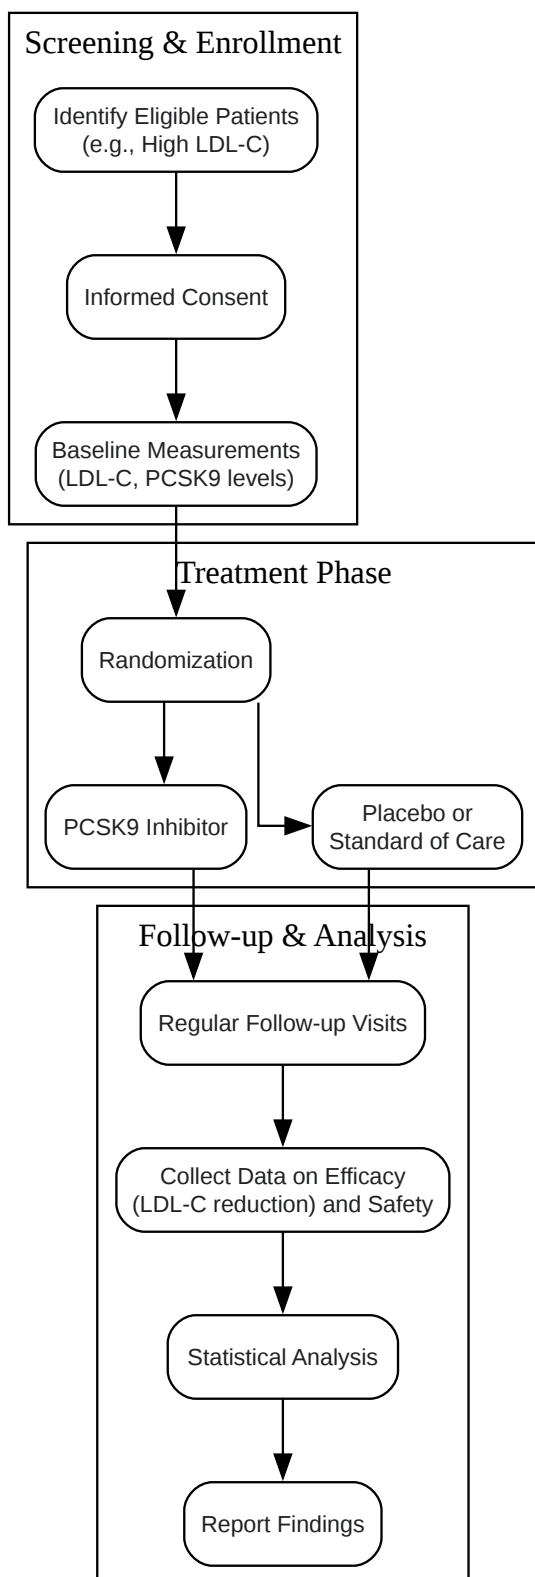 Screening & Enrollment
Identify Eligible Patients
(e.g., High LDL-C)
Informed Consent
Baseline Measurements
(LDL-C, PCSK9 levels)
Treatment Phase
Randomization
PCSK9 Inhibitor
Placebo or
Standard of Care
Follow-up & Analysis
Regular Follow-up Visits
Collect Data on Efficacy
(LDL-C reduction) and Safety
Statistical Analysis
Report Findings